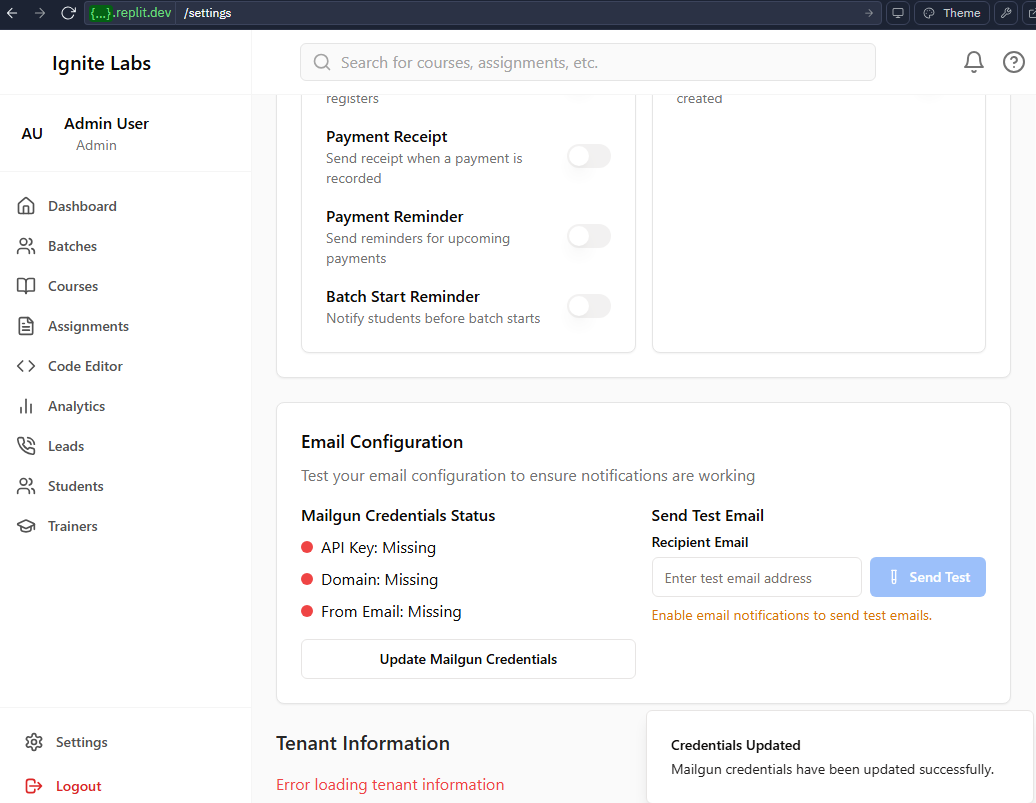 {...}.replit.dev /settings
Theme
Ignite Labs
Search for courses, assignments, etc.
AU
Admin User
Admin
Dashboard
Batches
Courses
Assignments
Code Editor
Analytics
Leads
Students
Trainers
Settings
Logout
registers
Payment Receipt
Send receipt when a payment is
recorded
Payment Reminder
Send reminders for upcoming
payments
Batch Start Reminder
Notify students before batch starts
created
Email Configuration
Test your email configuration to ensure notifications are working
Mailgun Credentials Status
API Key: Missing
Domain: Missing
From Email: Missing
Update Mailgun Credentials
Send Test Email
Recipient Email
Enter test email address
Send Test
Enable email notifications to send test emails.
Tenant Information
Error loading tenant information
Credentials Updated
Mailgun credentials have been updated successfully.